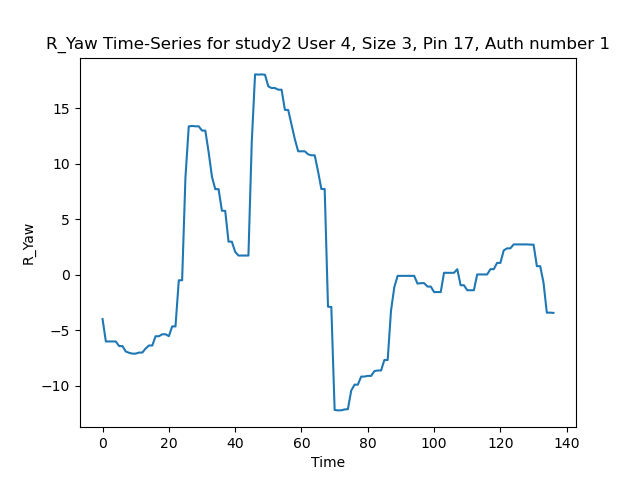 R_Yaw Time-Series for study2 User 4, Size 3, Pin 17, Auth number 1
15
10
5
0
−5
−10
R_Yaw
0 20 40 60 80 100 120 140
Time